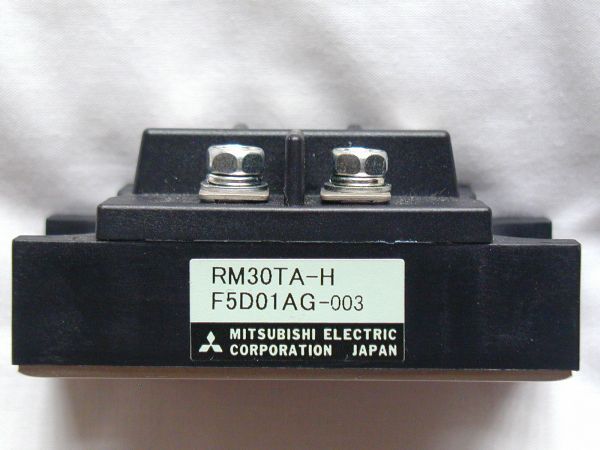 RM30TA-H
F5D01AG-003
MITSUBISHI ELECTRIC
CORPORATION JAPAN